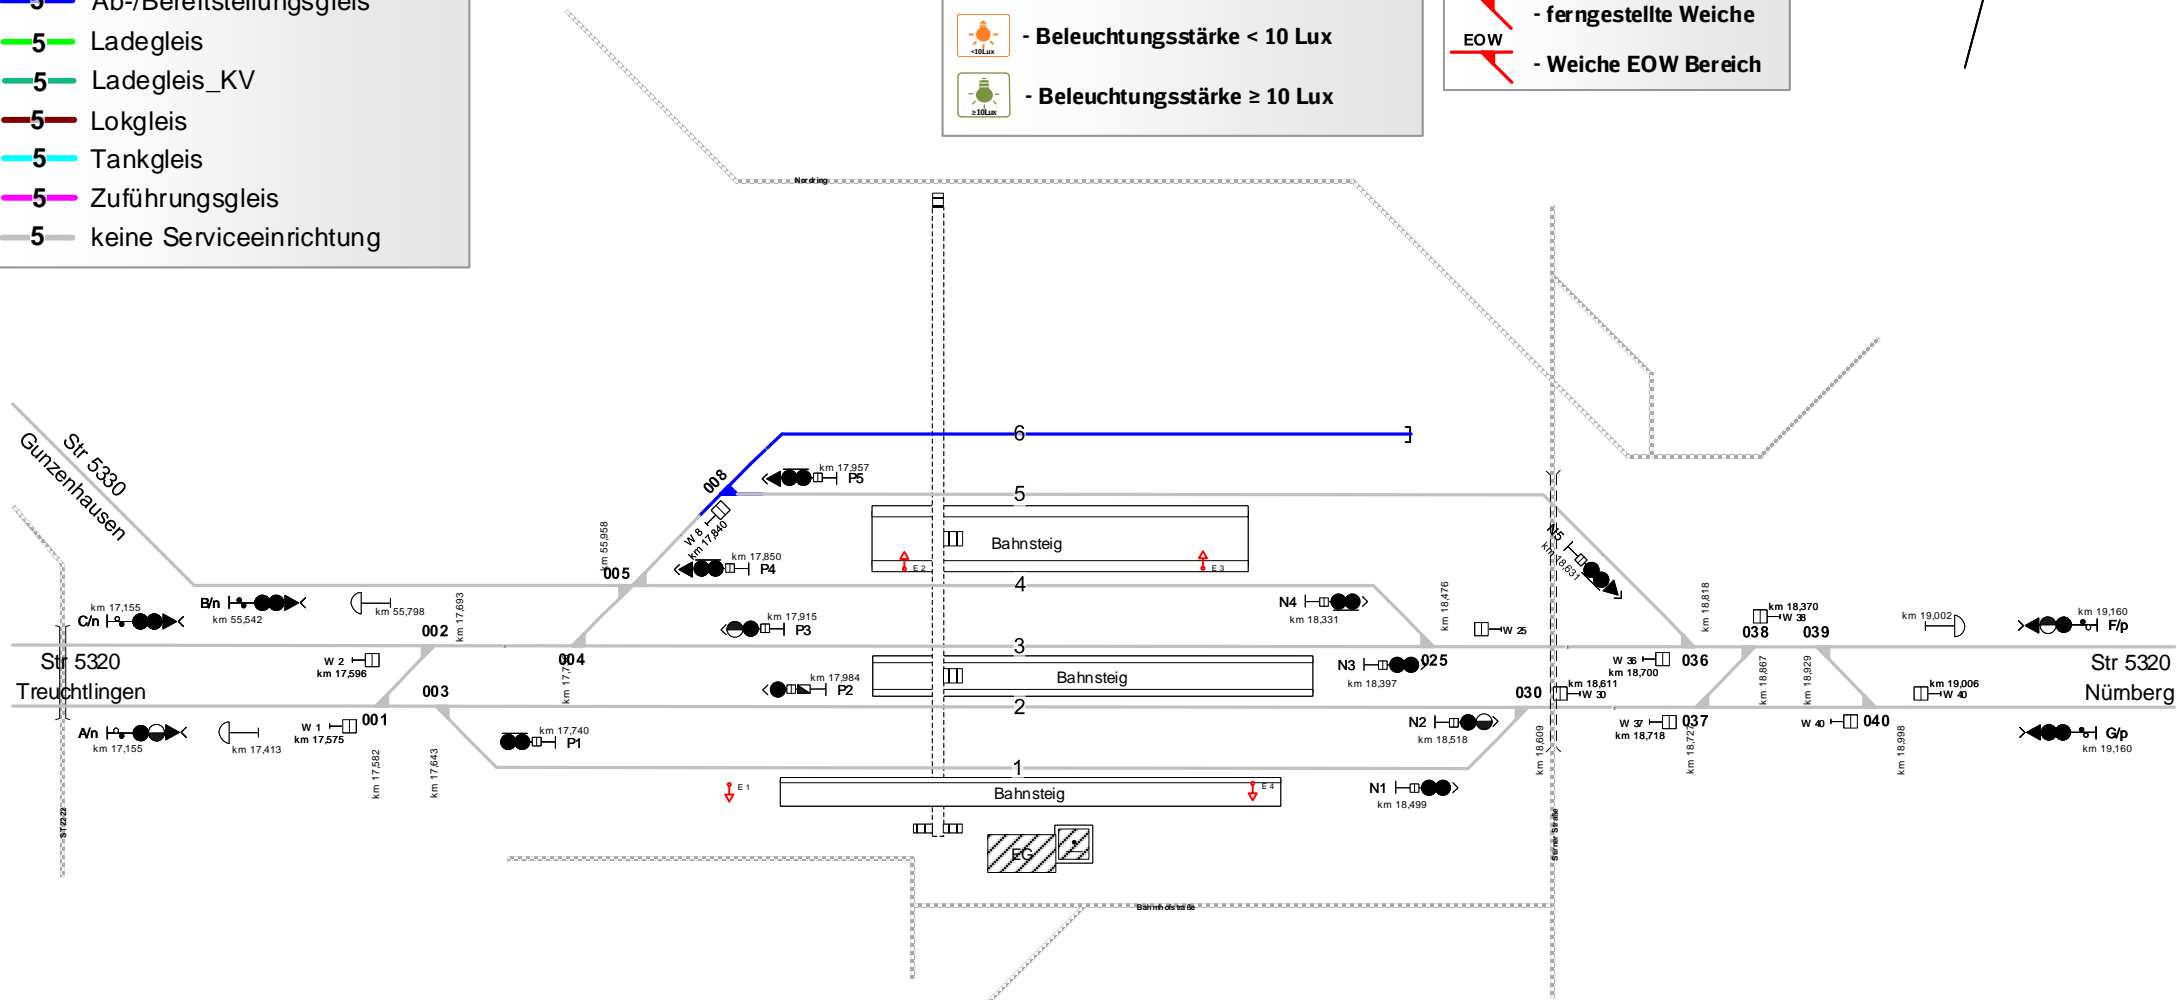 5 Ab-/Bereitstellungsgleis
5 Ladegleis
5 Ladegleis_KV
5 Lokgleis
5 Tankgleis
5 Zuführungsgleis
5 keine Serviceeinrichtung
<10Lux - Beleuchtungsstärke < 10 Lux
≥10Lux - Beleuchtungsstärke ≥ 10 Lux
- ferngestellte Weiche
EOW - Weiche EOW Bereich
Nordring
Str 5330
Gunzenhausen
6
008
km 17,957
P5
5
W 8
km 17,840
N5
km 18,631
km 55,958
Bahnsteig
E 2
E 3
005
km 17,850
P4
4
C/n
km 17,155
B/n
km 55,542
km 55,798
km 17,693
002
km 17,915
P3
N4
km 18,331
km 18,476
W 25
km 18,818
km 18,370
W 38
038
039
km 19,002
km 19,160
F/p
3
Str 5320
Treuchtlingen
W 2
km 17,596
004
003
km 17,984
P2
Bahnsteig
N3
km 18,397
025
W 36
km 18,700
036
km 18,867
km 18,929
Str 5320
Nürnberg
030
km 18,611
W 30
km 19,006
W 40
2
A/n
km 17,155
km 17,413
W 1
km 17,575
001
km 17,740
P1
N2
km 18,518
W 37
km 18,718
037
W 40
040
G/p
km 19,160
km 17,582
km 17,643
km 18,609
km 18,998
1
E 1
Bahnsteig
E 4
N1
km 18,499
ST2222
EG
Bahnhofstraße